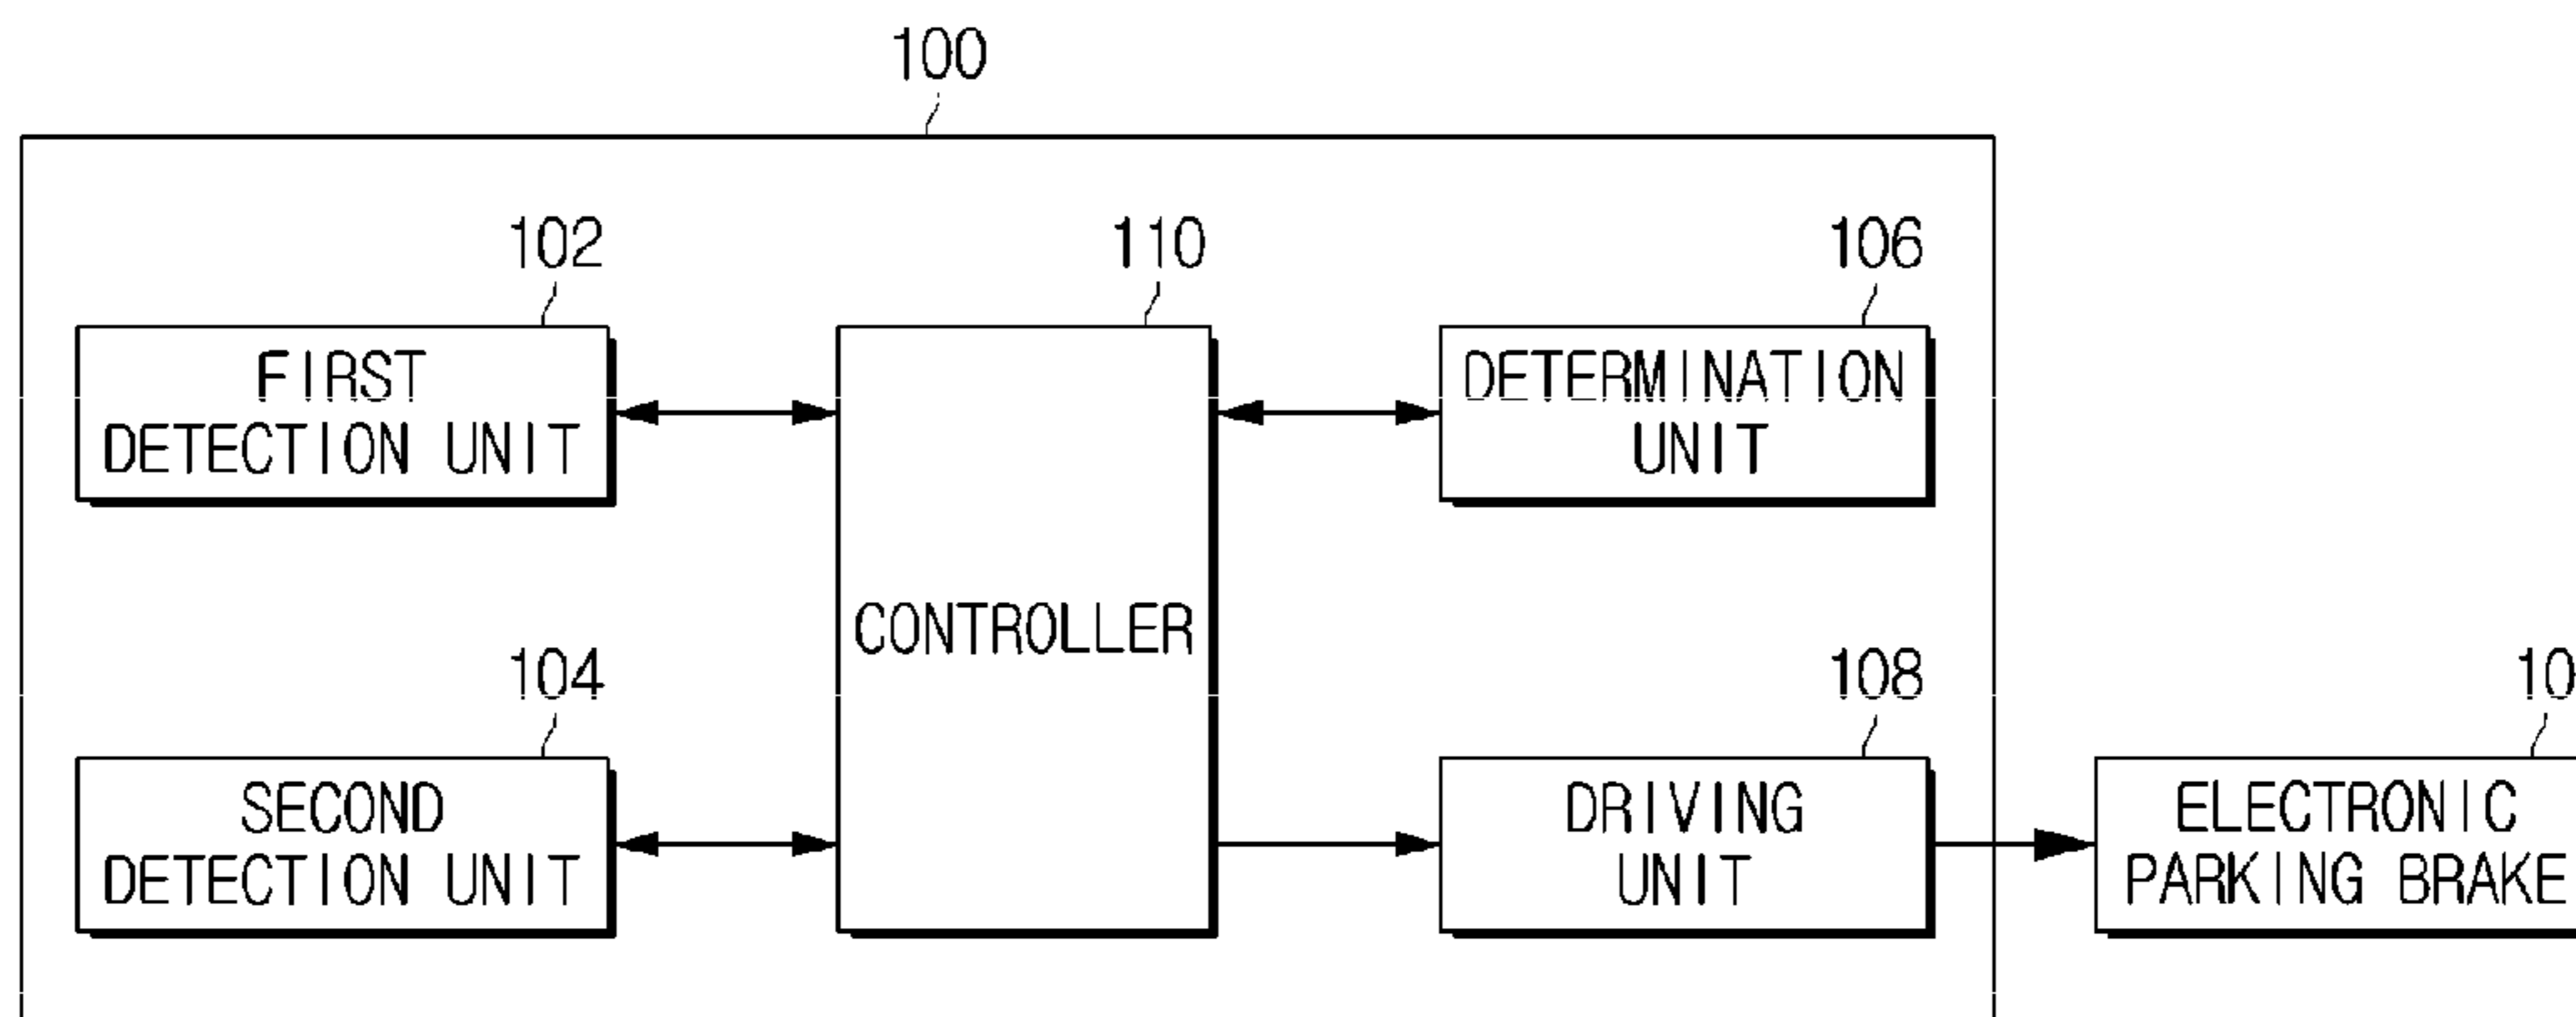 100
102
110
106
FIRST
DETECTION UNIT
DETERMINATION
UNIT
CONTROLLER
104
108
10
SECOND
DETECTION UNIT
DRIVING
UNIT
ELECTRONIC
PARKING BRAKE